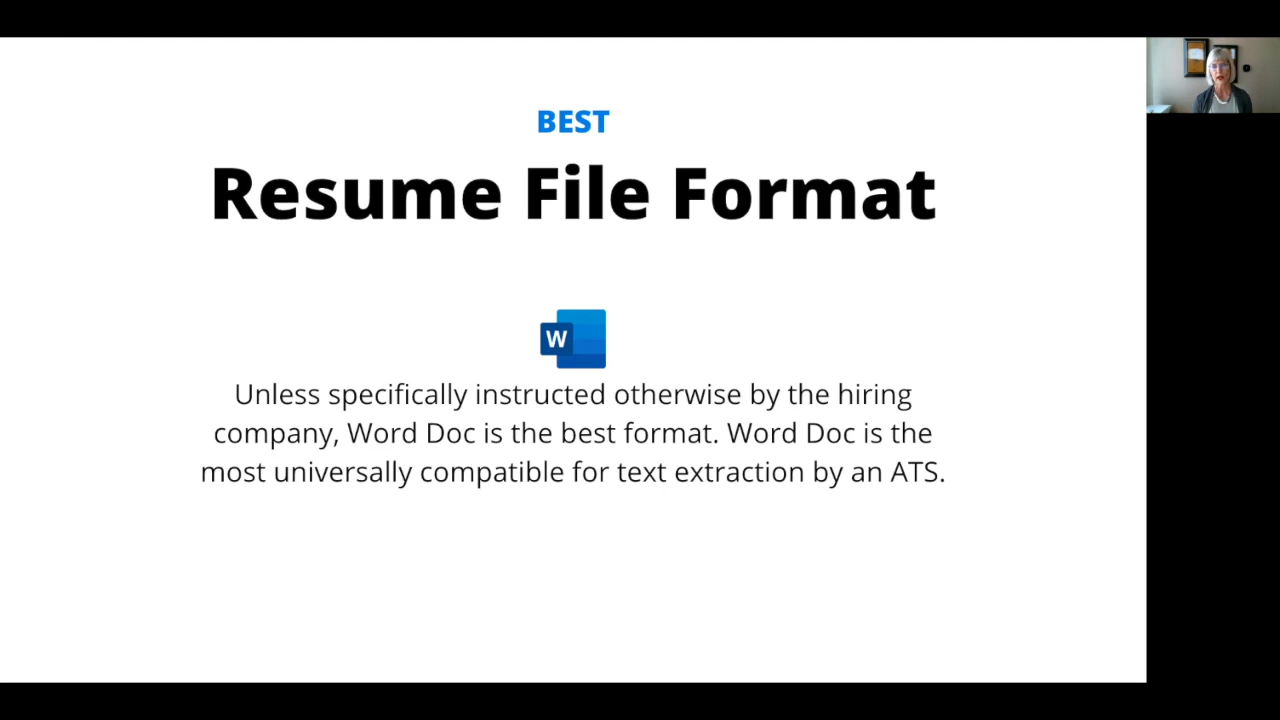 BEST
Resume File Format
W
Unless specifically instructed otherwise by the hiring
company, Word Doc is the best format. Word Doc is the
most universally compatible for text extraction by an ATS.